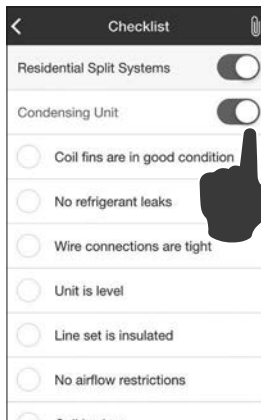 Checklist
Residential Split Systems
Condensing Unit
Coil fins are in good condition
No refrigerant leaks
Wire connections are tight
Unit is level
Line set is insulated
No airflow restrictions